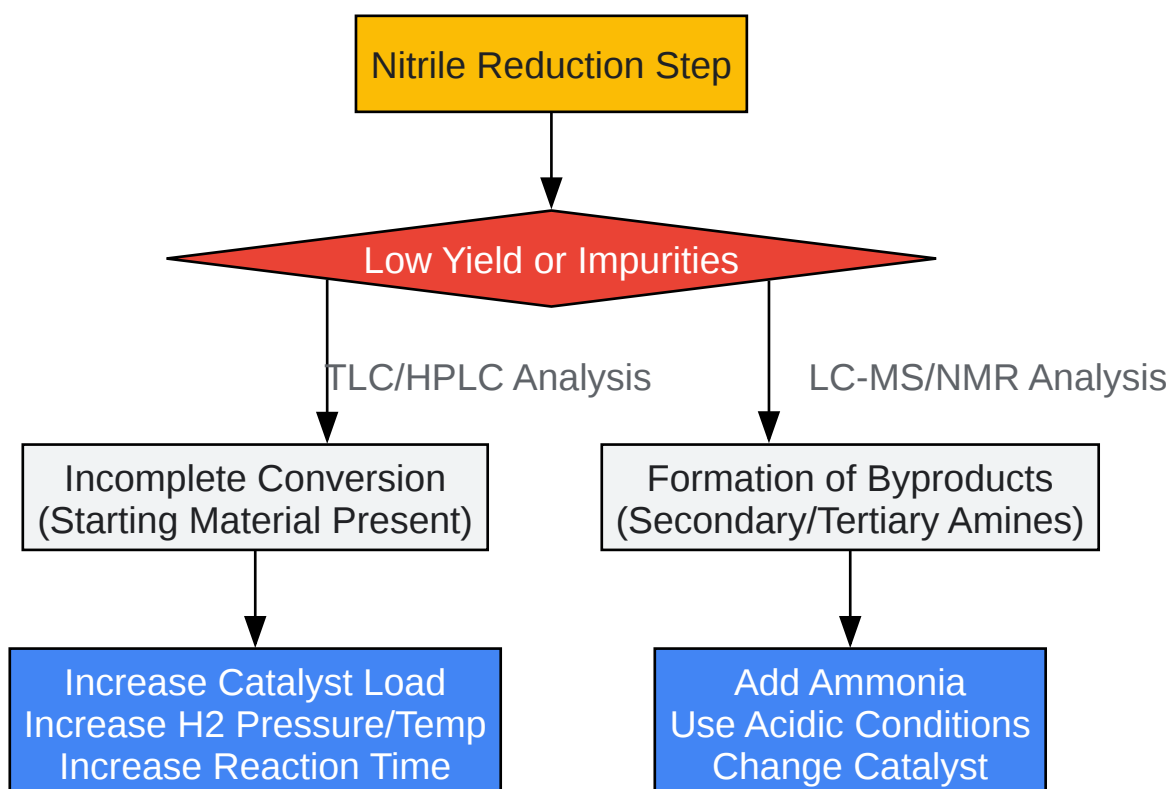 Nitrile Reduction Step
Low Yield or Impurities
TLC/HPLC Analysis
LC-MS/NMR Analysis
Incomplete Conversion
(Starting Material Present)
Formation of Byproducts
(Secondary/Tertiary Amines)
Increase Catalyst Load
Increase H2 Pressure/Temp
Increase Reaction Time
Add Ammonia
Use Acidic Conditions
Change Catalyst